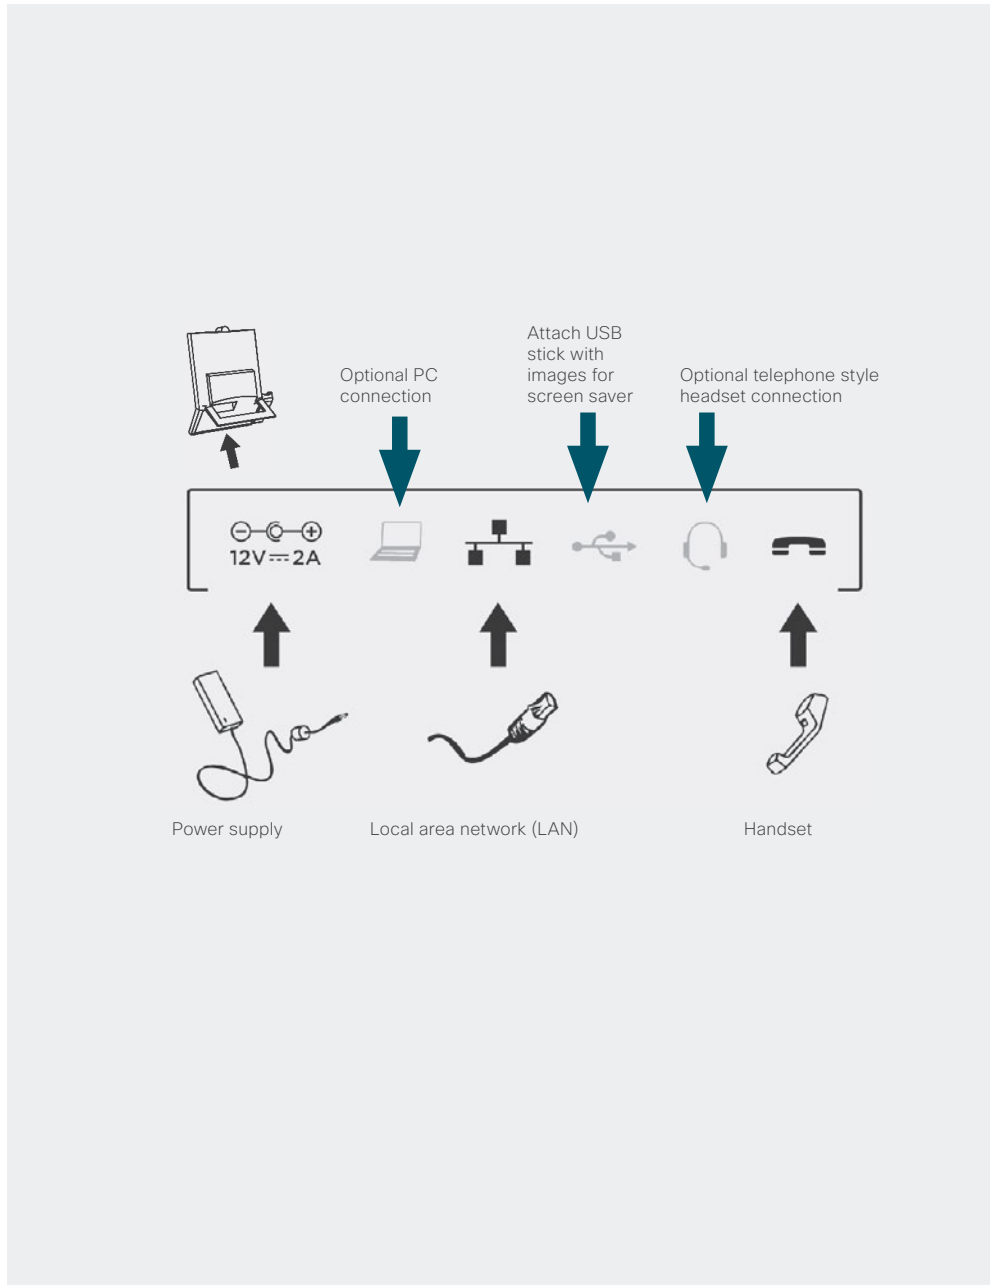 Optional PC
connection
Attach USB
stick with
images for
screen saver
Optional telephone style
headset connection
12V⎓2A
Power supply
Local area network (LAN)
Handset